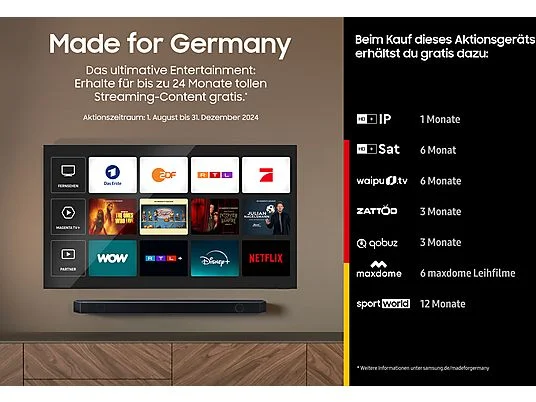 Made for Germany
Das ultimative Entertainment:
Erhalte für bis zu 24 Monate tollen
Streaming-Content gratis.*
Aktionszeitraum: 1. August bis 31. Dezember 2024
FERNSEHEN
Das Erste
ZDF
RTL
7
MAGENTA TV+
PARTNER
WOW
RTL+
Disney+
NETFLIX
Beim Kauf dieses Aktionsgeräts
erhältst du gratis dazu:
HD+ IP 1 Monate
HD+ Sat 6 Monat
waipu.tv 6 Monate
ZATTOO 3 Monate
qobuz 3 Monate
maxdome 6 maxdome Leihfilme
sportworld 12 Monate
* Weitere Informationen unter samsung.de/madeforgermany